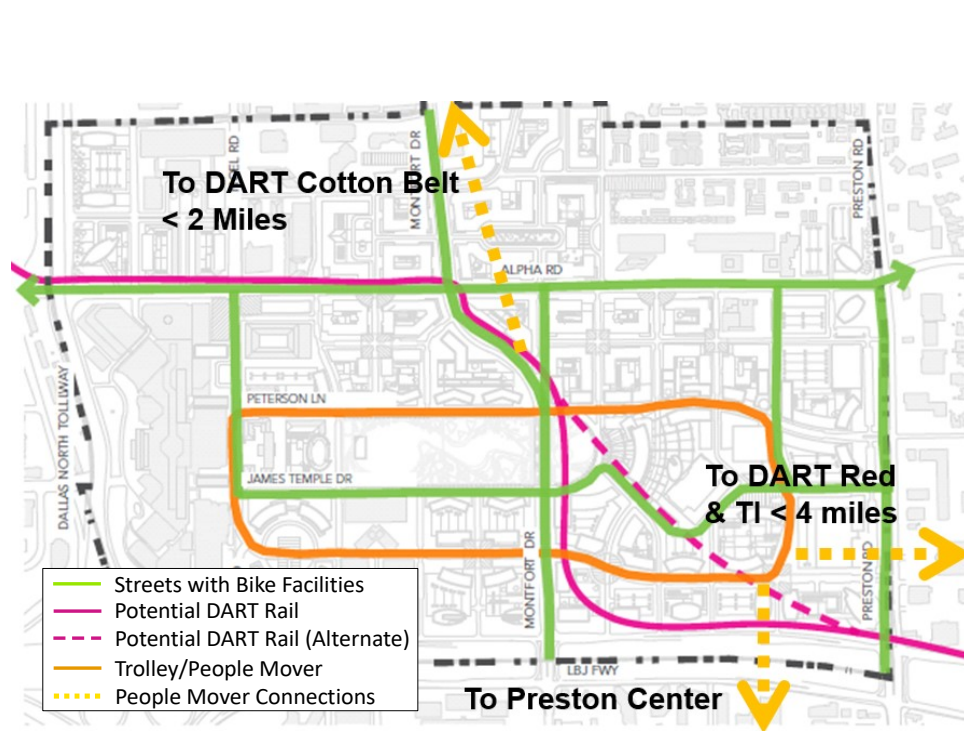 To DART Cotton Belt
< 2 Miles
MONTFORT DR
PRESTON RD
ALPHA RD
DALLAS NORTH TOLLWAY
PETERSON LN
JAMES TEMPLE DR
To DART Red
& TI < 4 miles
MONTFORT DR
PRESTON RD
Streets with Bike Facilities
Potential DART Rail
Potential DART Rail (Alternate)
Trolley/People Mover
People Mover Connections
LBJ FWY
To Preston Center